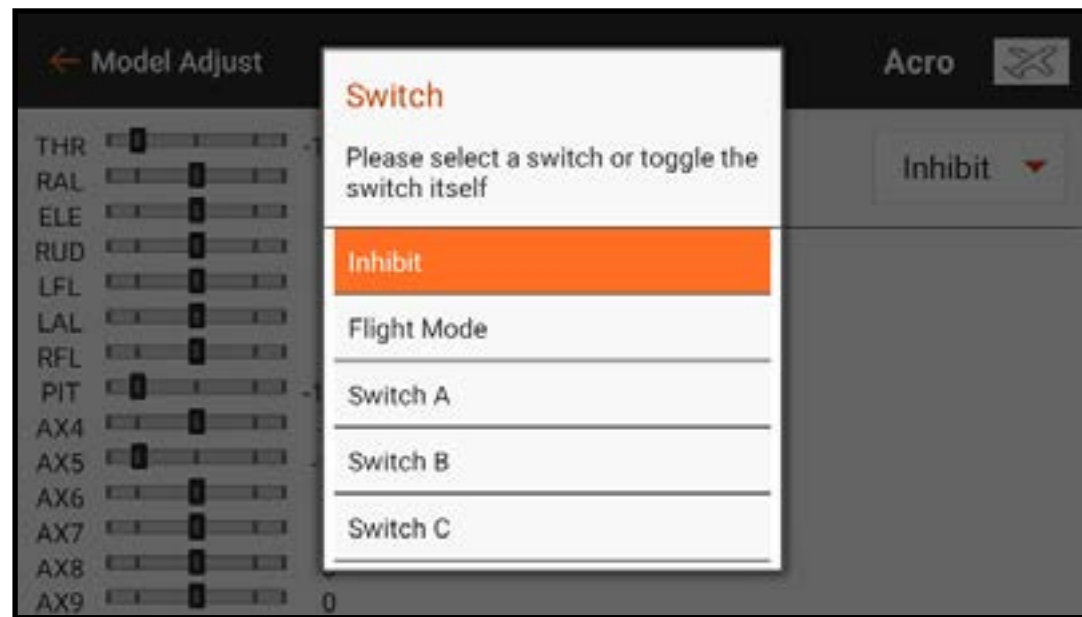 ← Model Adjust
Acro
Switch
Please select a switch or toggle the
switch itself
Inhibit
Flight Mode
Switch A
Switch B
Switch C
Inhibit
THR
RAL
ELE
RUD
LFL
LAL
RFL
PIT
AX4
AX5
AX6
AX7
AX8
AX9 0